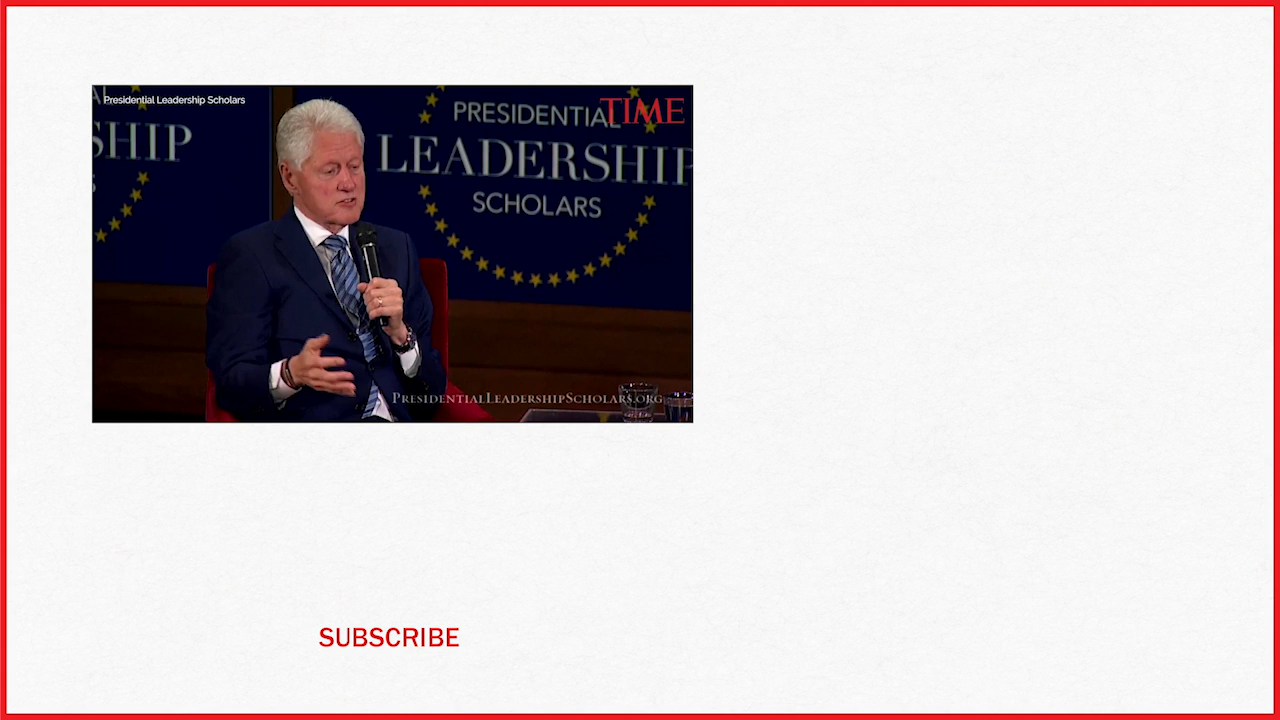 Presidential Leadership Scholars
TIME
SHIP
PRESIDENTIAL
LEADERSHIP
SCHOLARS
PRESIDENTIALLEADERSHIPSCHOLARS.ORG
SUBSCRIBE